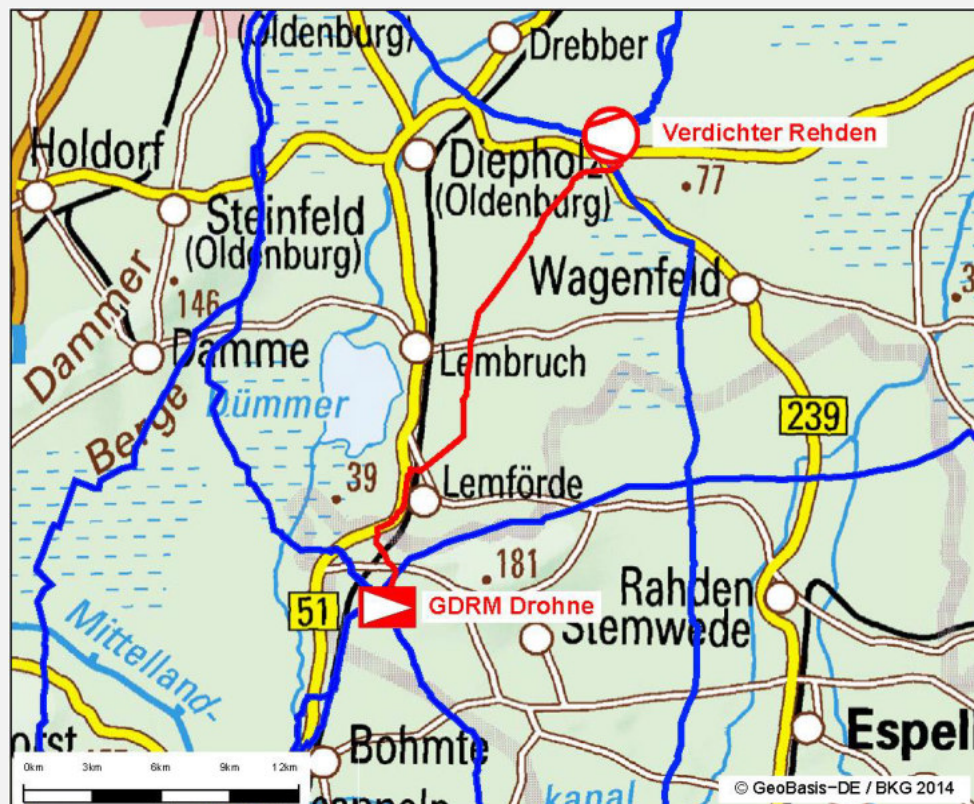 (Oldenburg)
Drebber
Verdichter Rehden
Holdorf
Diepholz
(Oldenburg)
77
Steinfeld
(Oldenburg)
Wagenfeld
3
146
Dammer
Berge
Damme
Lembruch
Dümmer
239
39
Lemförde
181
Rahden
51
GDRM Drohne
Stemwede
Mittelland-
Bohmte
Espel
orst
kanal
0km 3km 6km 9km 12km
© GeoBasis-DE / BKG 2014